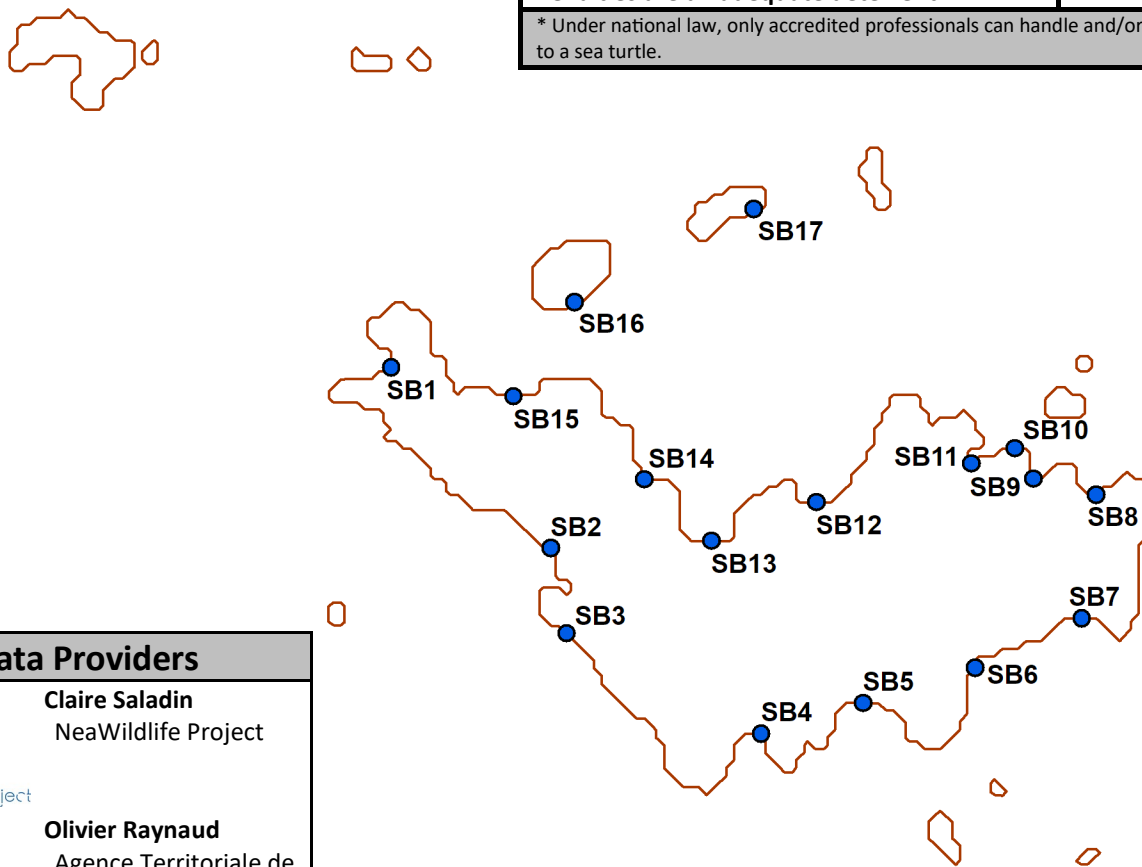 * Under national law, only accredited professionals can handle and/or
to a sea turtle.
SB17
SB16
SB1
SB15
SB10
SB14
SB11
SB9
SB8
SB12
SB2
SB13
SB7
SB3
SB6
SB5
SB4
ata Providers
Claire Saladin
NeaWildlife Project
ject
Olivier Raynaud
Agence Territoriale de